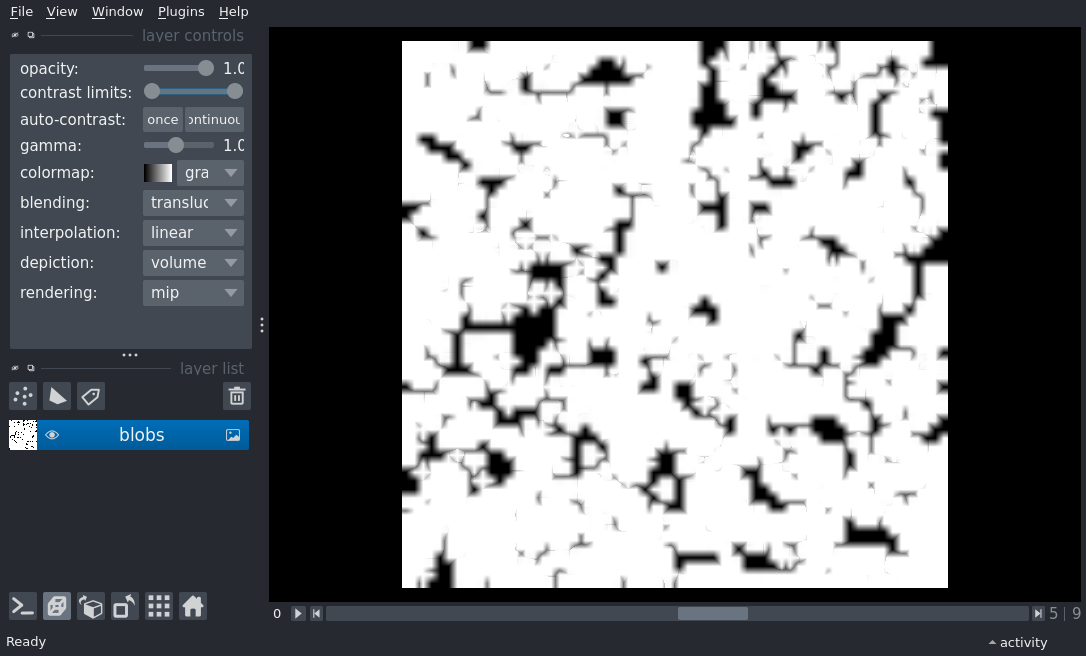 File View Window Plugins Help
layer controls
opacity: 1.0
contrast limits:
auto-contrast: once ontinuou
gamma: 1.0
colormap: gra
blending: transluc
interpolation: linear
depiction: volume
rendering: mip
layer list
blobs
0 5 | 9
Ready activity